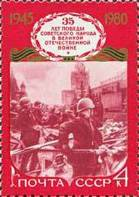 1945 1980
35
ЛЕТ ПОБЕДЫ
СОВЕТСКОГО НАРОДА
В ВЕЛИКОЙ
ОТЕЧЕСТВЕННОЙ
ВОЙНЕ
ПОЧТА СССР 4